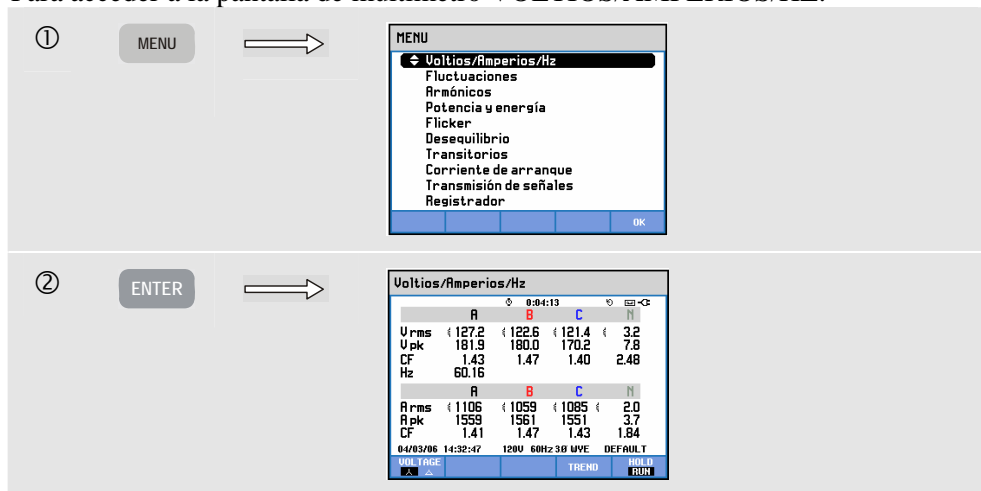 Para acceder a la pantalla de multímetro VOLTIOS/AMPERIOS/HZ:
① MENU
MENU
Voltios/Amperios/Hz
Fluctuaciones
Armónicos
Potencia y energía
Flicker
Desequilibrio
Transitorios
Corriente de arranque
Transmisión de señales
Registrador
OK
② ENTER
Voltios/Amperios/Hz
0:04:13
A B C N
V rms 127.2 122.6 121.4 3.2
V pk 181.9 180.0 170.2 7.8
CF 1.43 1.47 1.40 2.48
Hz 60.16
A B C N
A rms 1106 1059 1085 2.0
A pk 1559 1561 1551 3.7
CF 1.41 1.47 1.43 1.84
04/03/06 14:32:47 120V 60Hz 3Ø WYE DEFAULT
VOLTAGE TREND HOLD
RUN